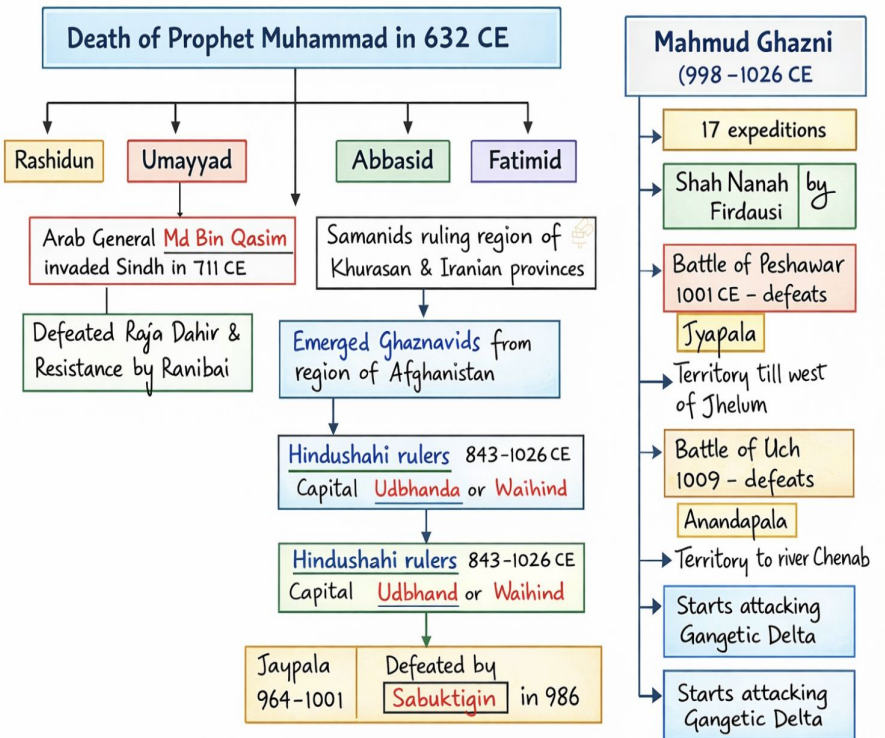 Death of Prophet Muhammad in 632 CE
Rashidun
Umayyad
Abbasid
Fatimid
Arab General Md Bin Qasim
invaded Sindh in 711 CE
Samanids ruling region of
Khurasan & Iranian provinces
Defeated Raja Dahir &
Resistance by Ranibai
Emerged Ghaznavids from
region of Afghanistan
Hindushahi rulers 843-1026 CE
Capital Udbhanda or Waihind
Hindushahi rulers 843-1026 CE
Capital Udbhand or Waihind
Jaypala
964-1001
Defeated by
Sabuktigin in 986
Mahmud Ghazni
(998-1026 CE
17 expeditions
Shah Nanah by
Firdausi
Battle of Peshawar
1001 CE - defeats
Jyapala
Territory till west
of Jhelum
Battle of Uch
1009 - defeats
Anandapala
Territory to river Chenab
Starts attacking
Gangetic Delta
Starts attacking
Gangetic Delta